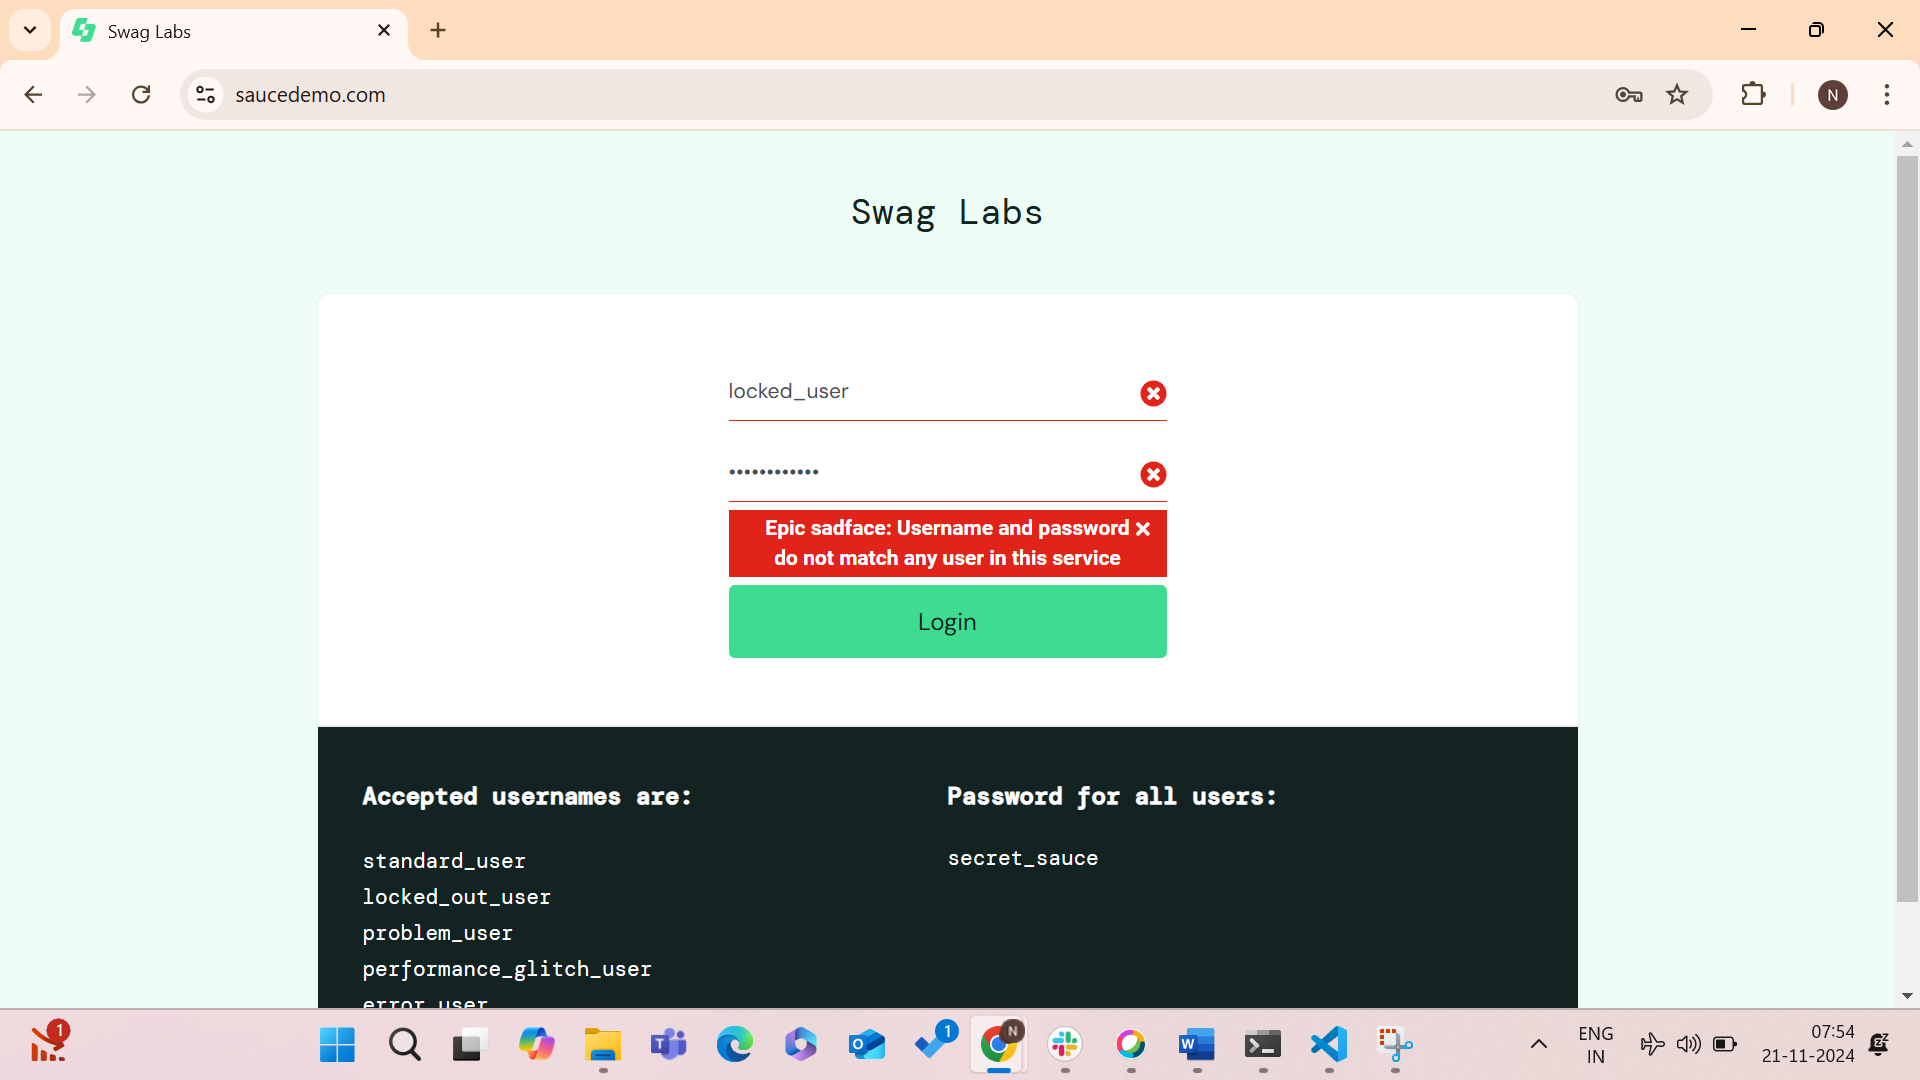 Swag Labs
saucedemo.com
N
Swag Labs
locked_user
••••••••••••
Epic sadface: Username and password
do not match any user in this service
Login
Accepted usernames are:
standard_user
locked_out_user
problem_user
performance_glitch_user
error_user
Password for all users:
secret_sauce
1
1
N
ENG
IN
07:54
21-11-2024